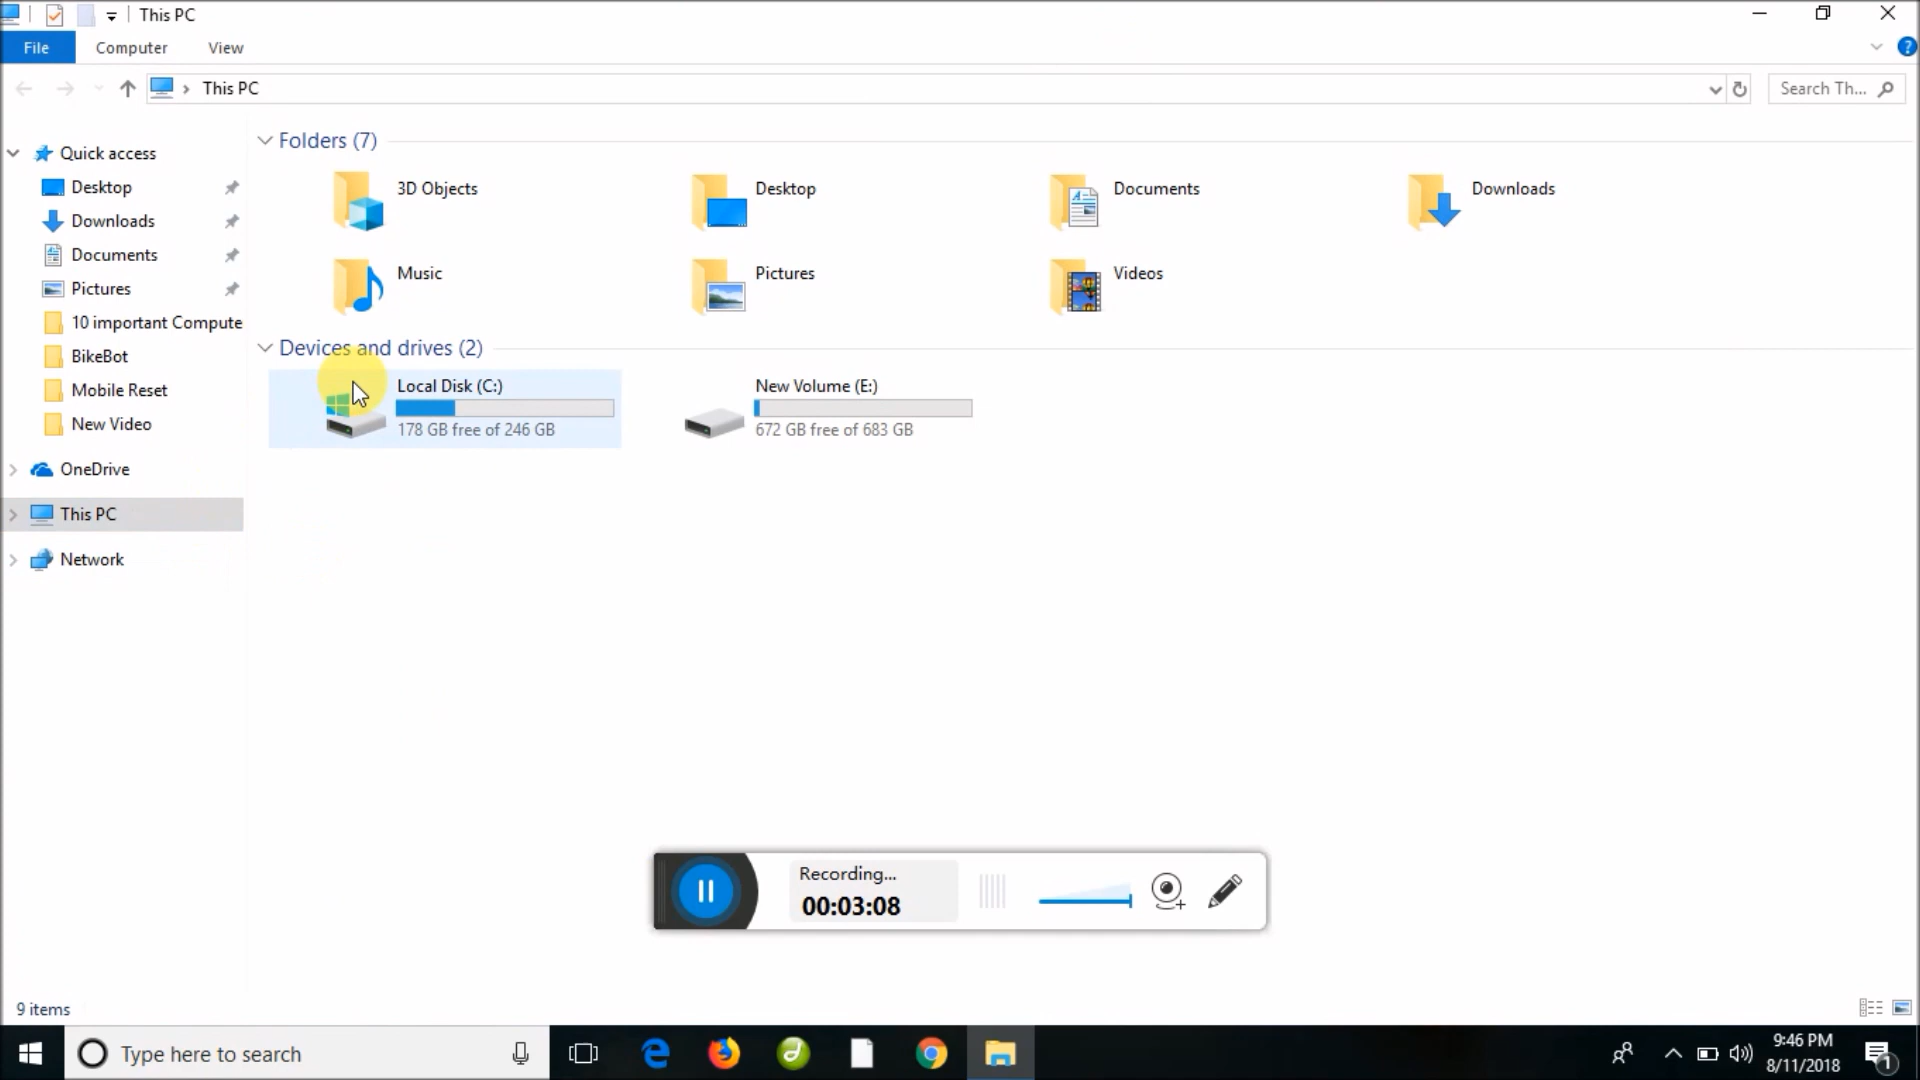 This PC
File Computer View
This PC
Search Th...
Quick access
Desktop
Downloads
Documents
Pictures
10 important Compute
BikeBot
Mobile Reset
New Video
OneDrive
This PC
Network
Folders (7)
3D Objects
Desktop
Documents
Downloads
Music
Pictures
Videos
Devices and drives (2)
Local Disk (C:)
178 GB free of 246 GB
New Volume (E:)
672 GB free of 683 GB
Recording...
00:03:08
9 items
Type here to search
9:46 PM
8/11/2018
1